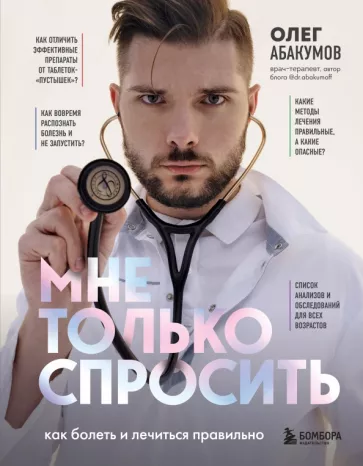 ОЛЕГ
АБАКУМОВ
врач-терапевт, автор
блога @dr.abakumoff
КАК ОТЛИЧИТЬ
ЭФФЕКТИВНЫЕ
ПРЕПАРАТЫ
ОТ ТАБЛЕТОК-
«ПУСТЫШЕК»?
КАК ВОВРЕМЯ
РАСПОЗНАТЬ
БОЛЕЗНЬ И
НЕ ЗАПУСТИТЬ?
КАКИЕ
МЕТОДЫ
ЛЕЧЕНИЯ
ПРАВИЛЬНЫЕ,
А КАКИЕ
ОПАСНЫЕ?
СПИСОК
АНАЛИЗОВ И
ОБСЛЕДОВАНИЙ
ДЛЯ ВСЕХ
ВОЗРАСТОВ
МНЕ
ТОЛЬКО
СПРОСИТЬ
как болеть и лечиться правильно
БОМБОРА
ИЗДАТЕЛЬСТВО